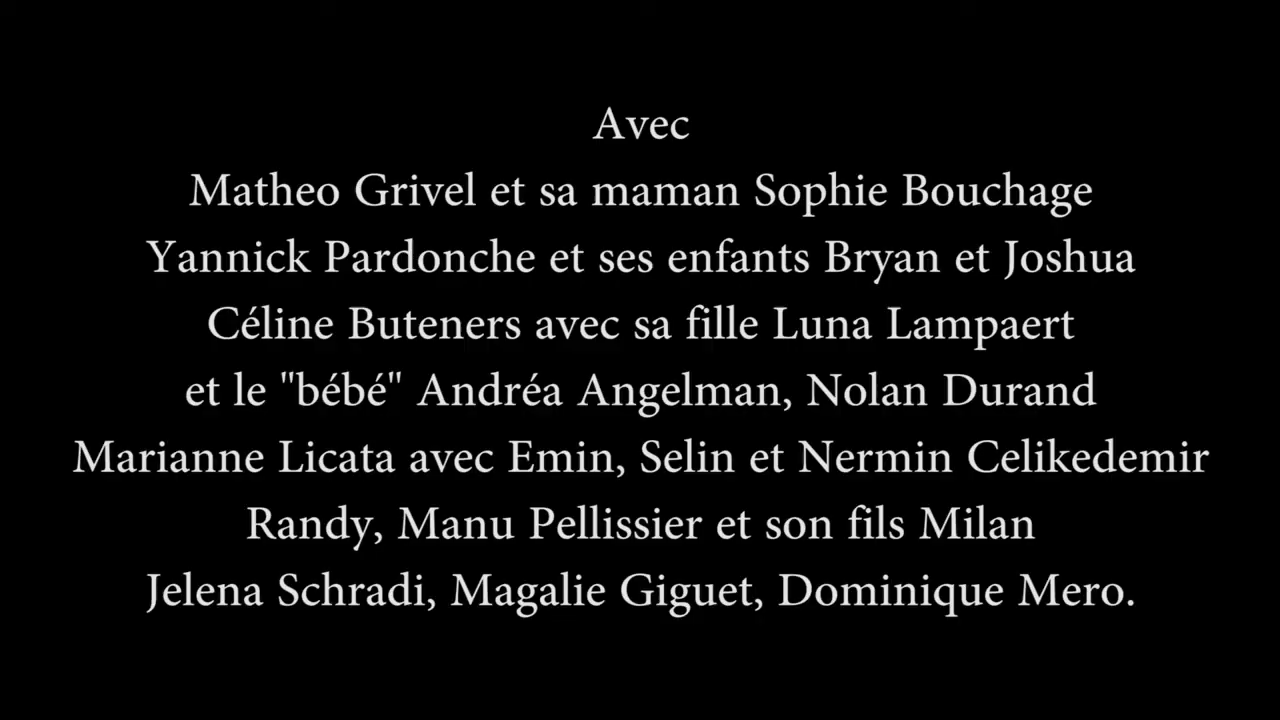 Avec
Matheo Grivel et sa maman Sophie Bouchage
Yannick Pardonche et ses enfants Bryan et Joshua
Céline Buteners avec sa fille Luna Lampaert
et le "bébé" Andréa Angelman, Nolan Durand
Marianne Licata avec Emin, Selin et Nermin Celikedemir
Randy, Manu Pellissier et son fils Milan
Jelena Schradi, Magalie Giguet, Dominique Mero.